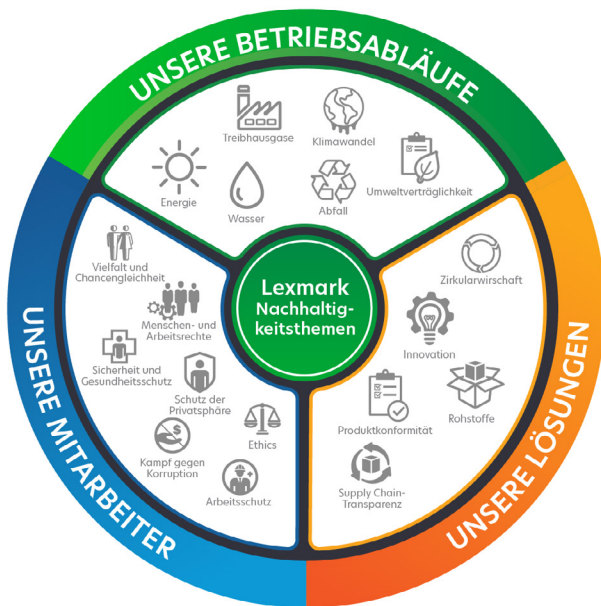 UNSERE BETRIEBSABLÄUFE
Treibhausgase
Klimawandel
Energie
Wasser
Abfall
Umweltverträglichkeit
Lexmark
Nachhaltig-
keitsthemen
UNSERE MITARBEITER
Vielfalt und
Chancengleichheit
Menschen- und
Arbeitsrechte
Sicherheit und
Gesundheitsschutz
Schutz der
Privatsphäre
Ethics
Kampf gegen
Korruption
Arbeitsschutz
UNSERE LÖSUNGEN
Zirkularwirschaft
Innovation
Rohstoffe
Produktkonformität
Supply Chain-
Transparenz